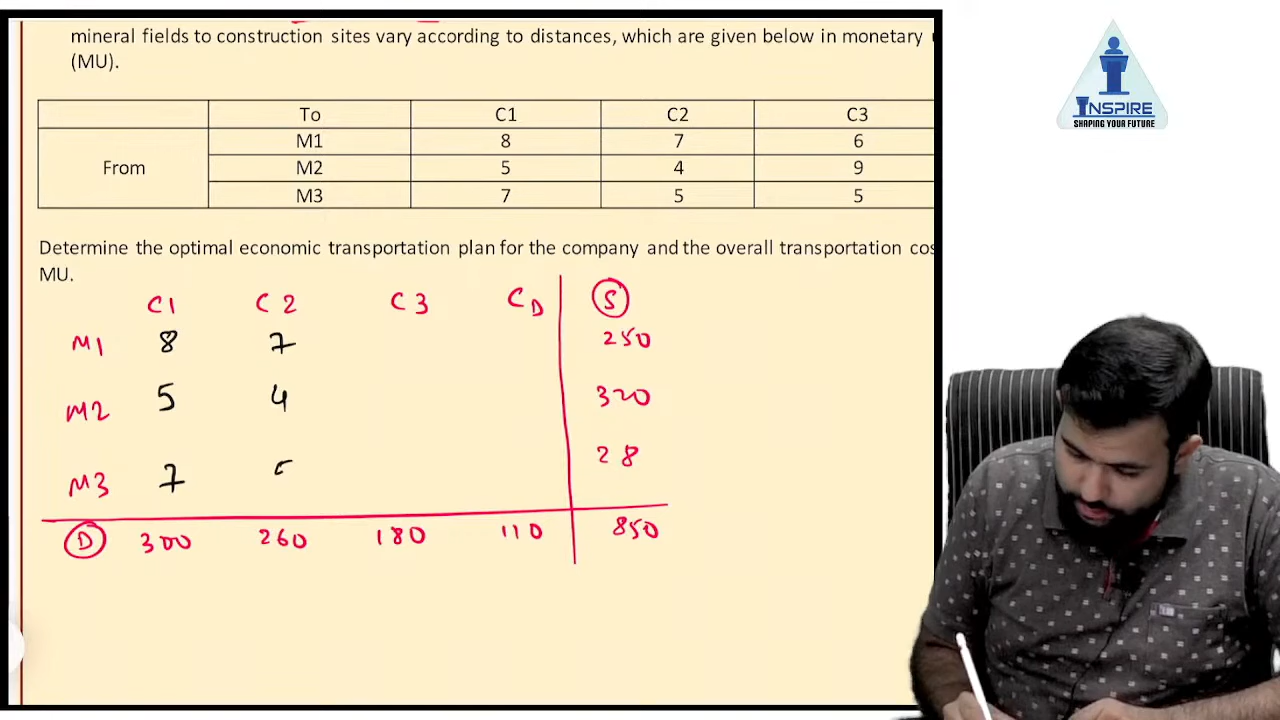 mineral fields to construction sites vary according to distances, which are given below in monetary
(MU).
To C1 C2 C3
From
M1 8 7 6
M2 5 4 9
M3 7 5 5
Determine the optimal economic transportation plan for the company and the overall transportation
MU.
C1 C2 C3 CD S
M1 8 7 250
M2 5 4 320
M3 7 28
D 300 260 180 110 850
INSPIRE
SHAPING YOUR FUTURE